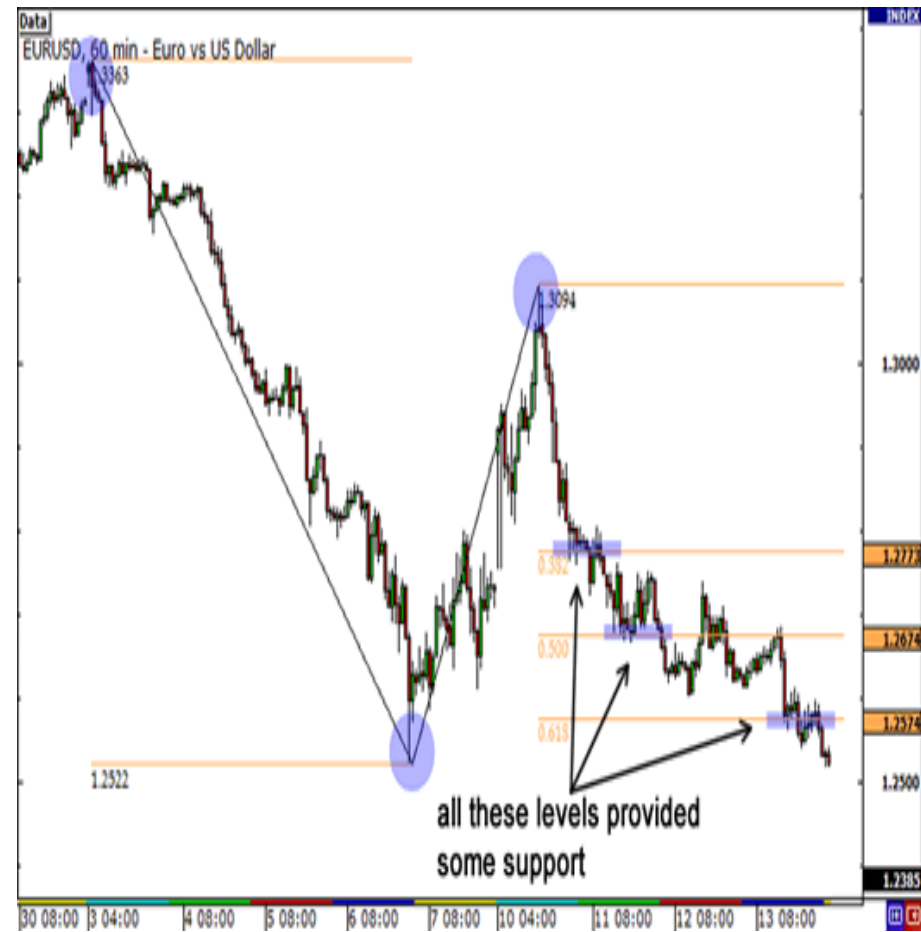 Data
INDEX
EURUSD, 60 min - Euro vs US Dollar
3363
1.3094
1.3000
1.2773
0.382
1.2674
0.500
1.2574
0.618
1.2522
1.2500
all these levels provided
some support
1.2385
30 08:00 3 04:00 4 08:00 5 08:00 6 08:00 7 08:00 10 04:00 11 08:00 12 08:00 13 08:00